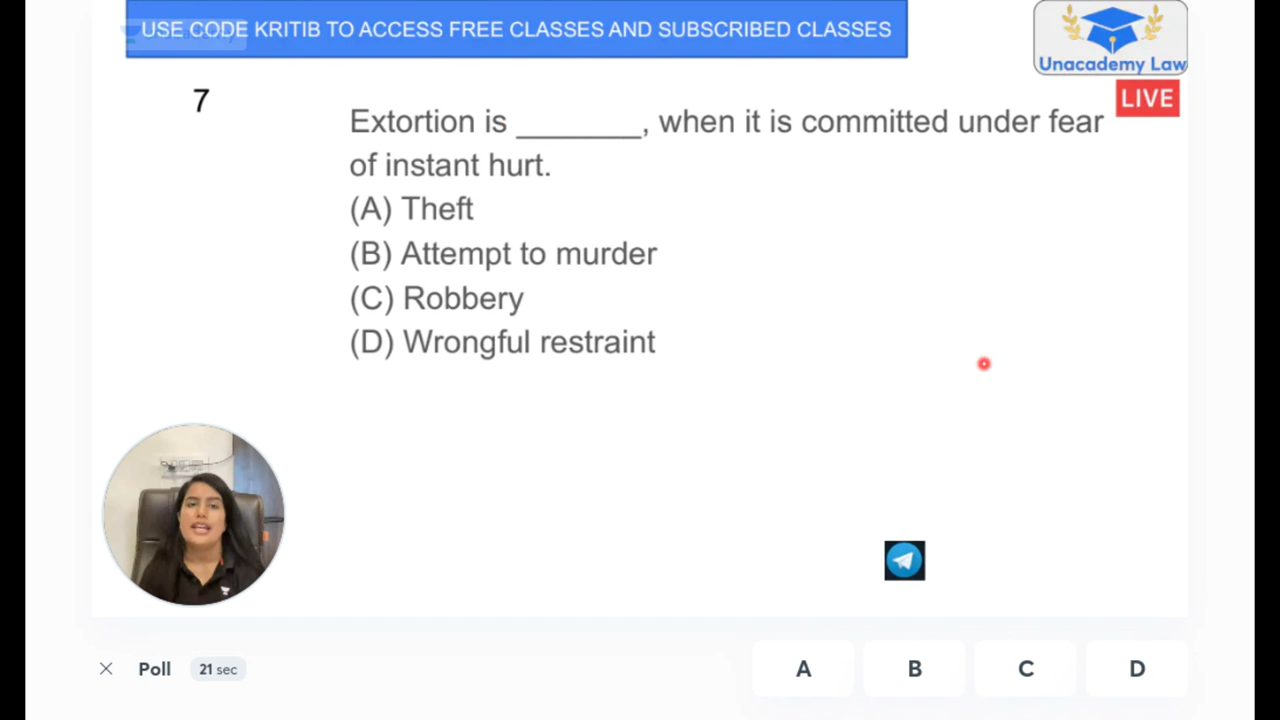 USE CODE KRITIB TO ACCESS FREE CLASSES AND SUBSCRIBED CLASSES
Unacademy Law
LIVE
7
Extortion is _______, when it is committed under fear
of instant hurt.
(A) Theft
(B) Attempt to murder
(C) Robbery
(D) Wrongful restraint
Poll
21 sec
A
B
C
D